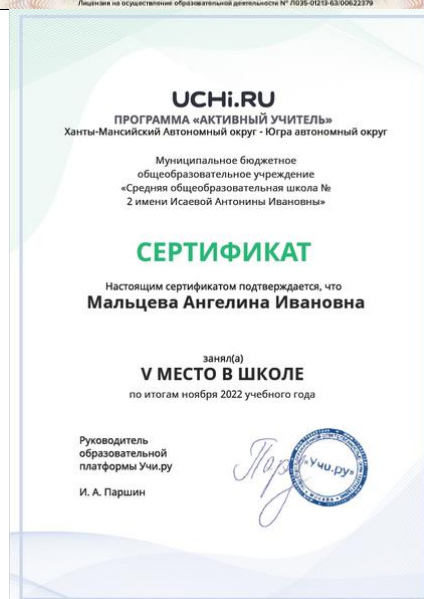 Лицензия на осуществление образовательной деятельности № Л035-01213-63/00622379
UCHi.RU
ПРОГРАММА «АКТИВНЫЙ УЧИТЕЛЬ»
Ханты-Мансийский Автономный округ - Югра автономный округ
Муниципальное бюджетное
общеобразовательное учреждение
«Средняя общеобразовательная школа №
2 имени Исаевой Антонины Ивановны»
СЕРТИФИКАТ
Настоящим сертификатом подтверждается, что
Мальцева Ангелина Ивановна
занял(а)
V МЕСТО В ШКОЛЕ
по итогам ноября 2022 учебного года
Руководитель
образовательной
платформы Учи.ру
И. А. Паршин
«Учи.ру»